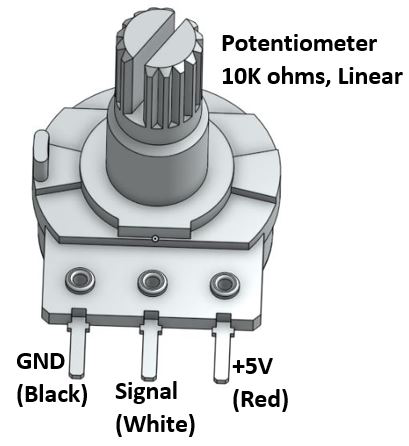 Potentiometer
10K ohms, Linear
GND
(Black)
Signal
(White)
+5V
(Red)